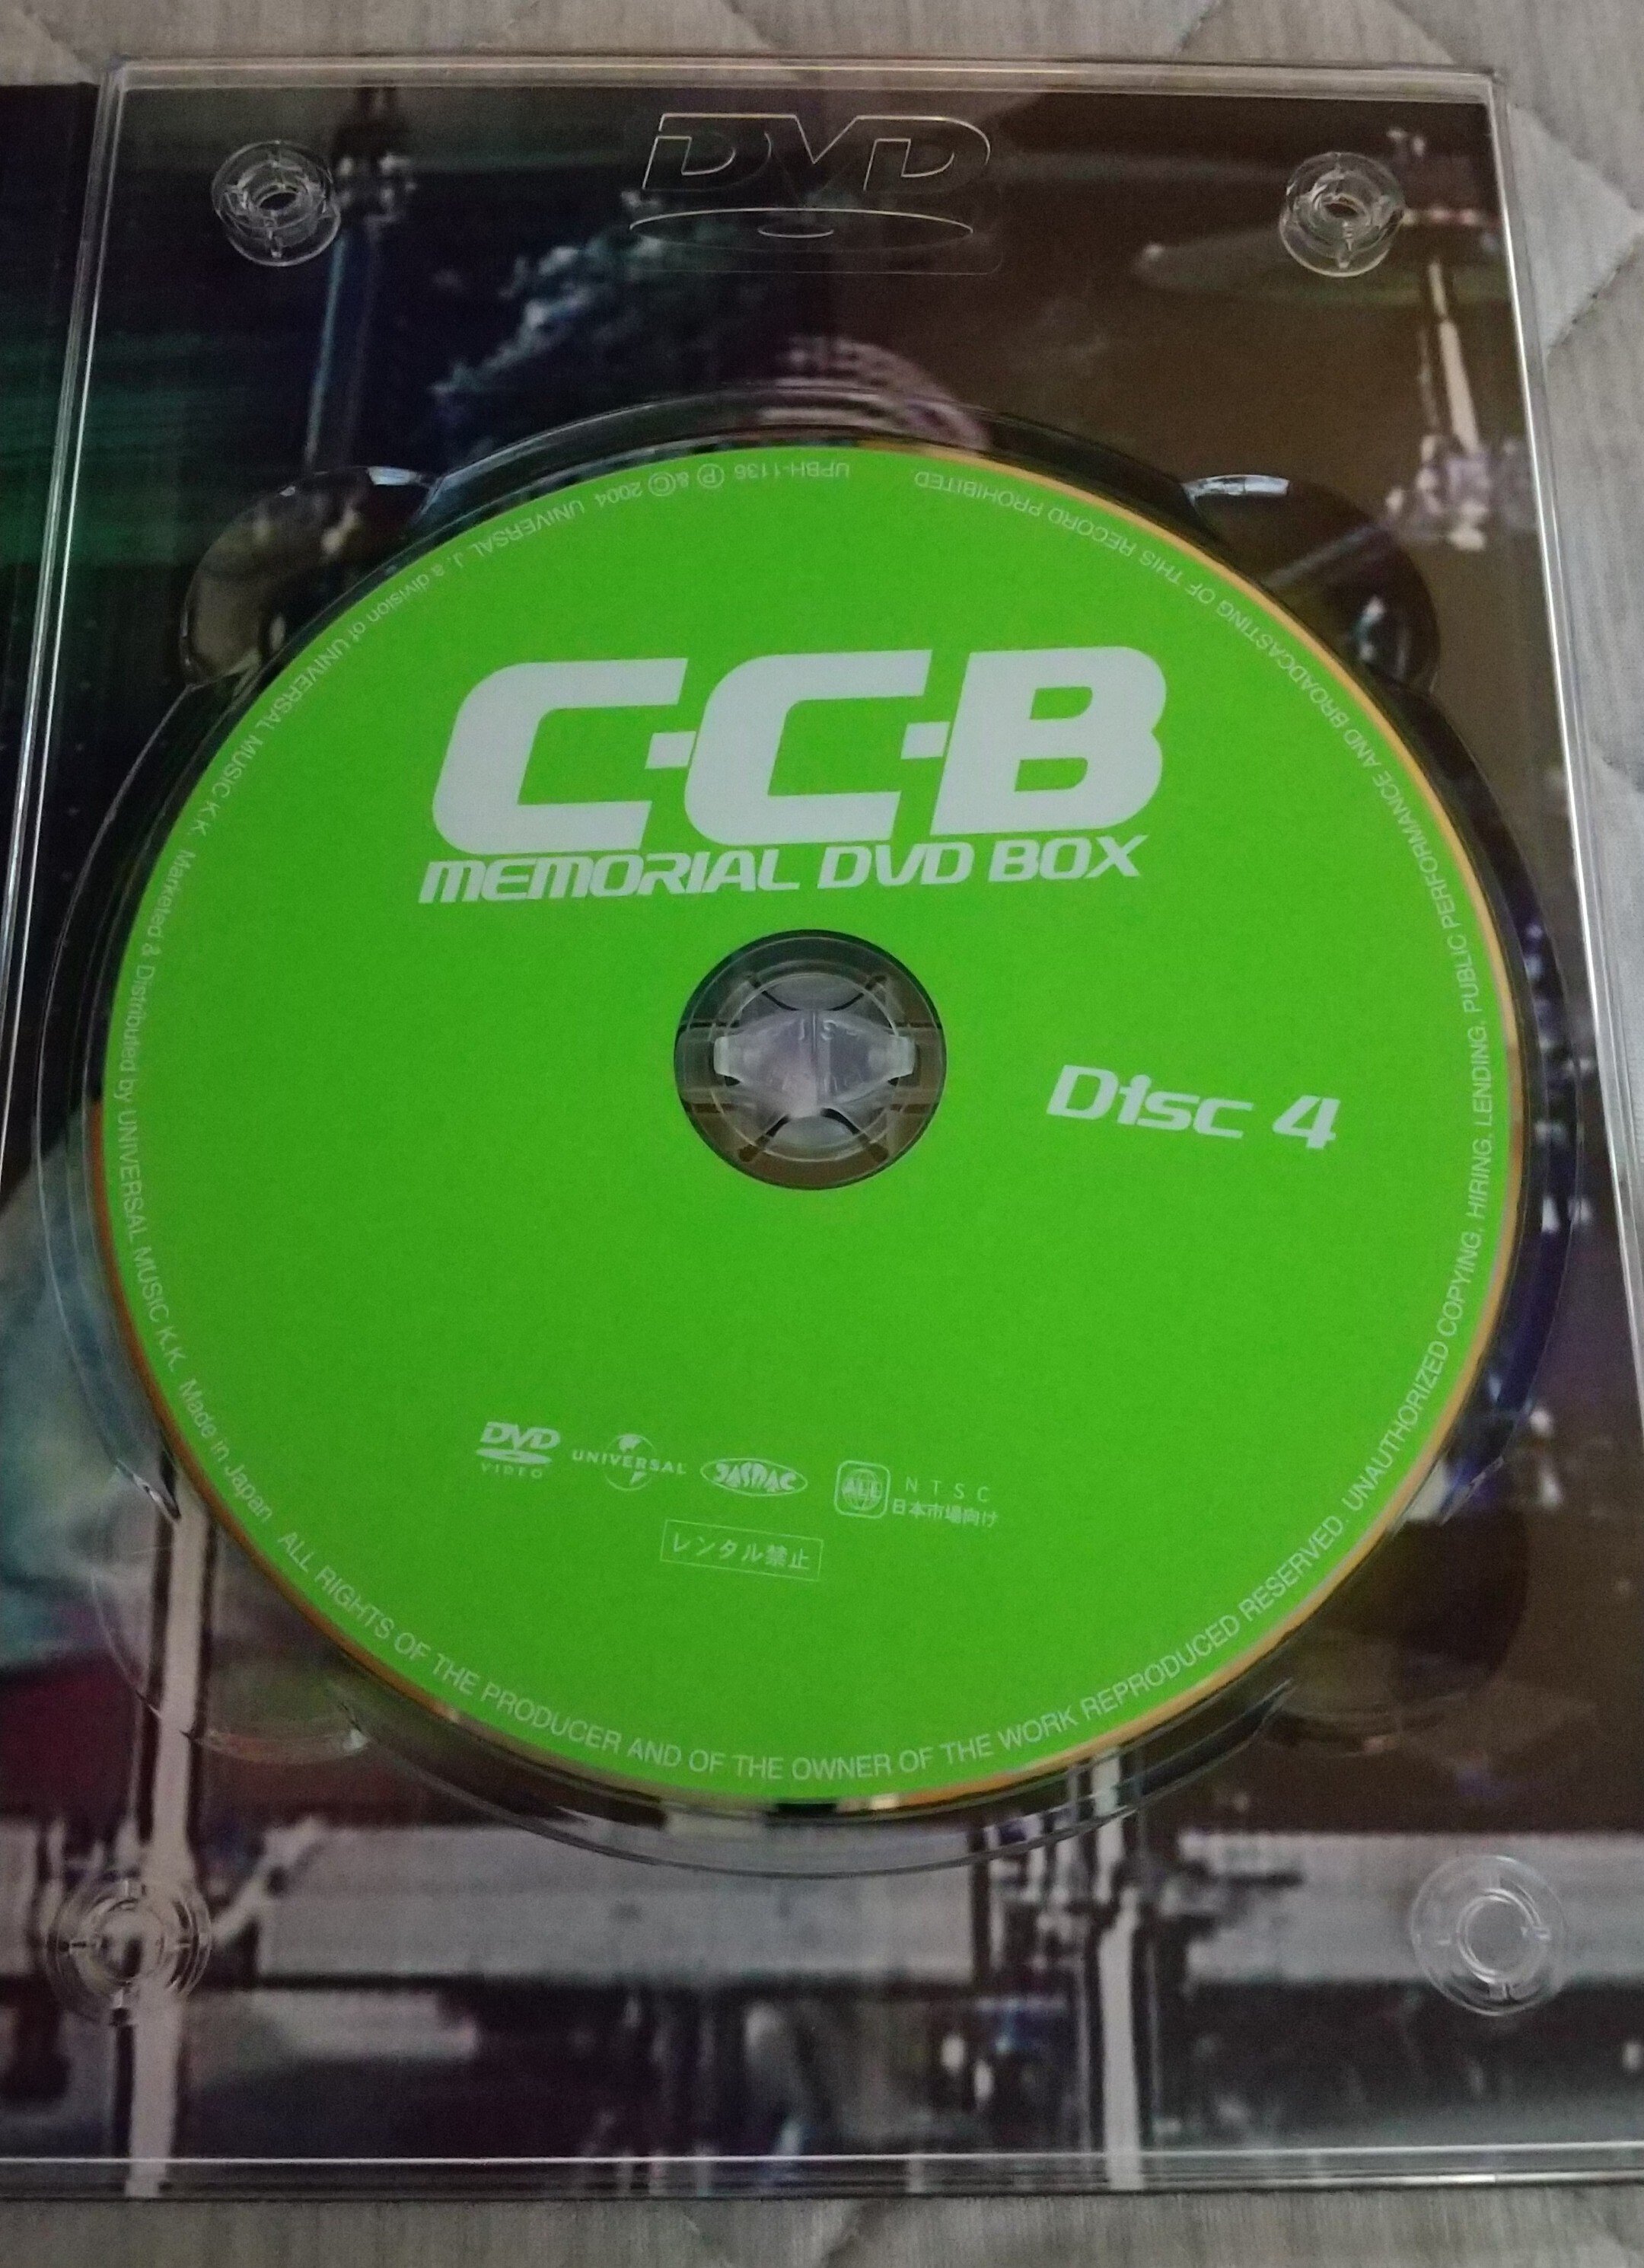 DVD
C-C-B
MEMORIAL DVD BOX
Disc 4
DVD
VIDEO
UNIVERSAL
JASRAC
ALL
NTSC
日本市場向け
レンタル禁止
UPBH-1136 Ⓟ&Ⓒ 2004 UNIVERSAL J, a division of UNIVERSAL MUSIC K.K. Marketed & Distributed by UNIVERSAL MUSIC K.K. Made in Japan ALL RIGHTS OF THE PRODUCER AND OF THE OWNER OF THE WORK REPRODUCED RESERVED. UNAUTHORIZED COPYING, HIRING, LENDING, PUBLIC PERFORMANCE AND BROADCASTING OF THIS RECORD PROHIBITED